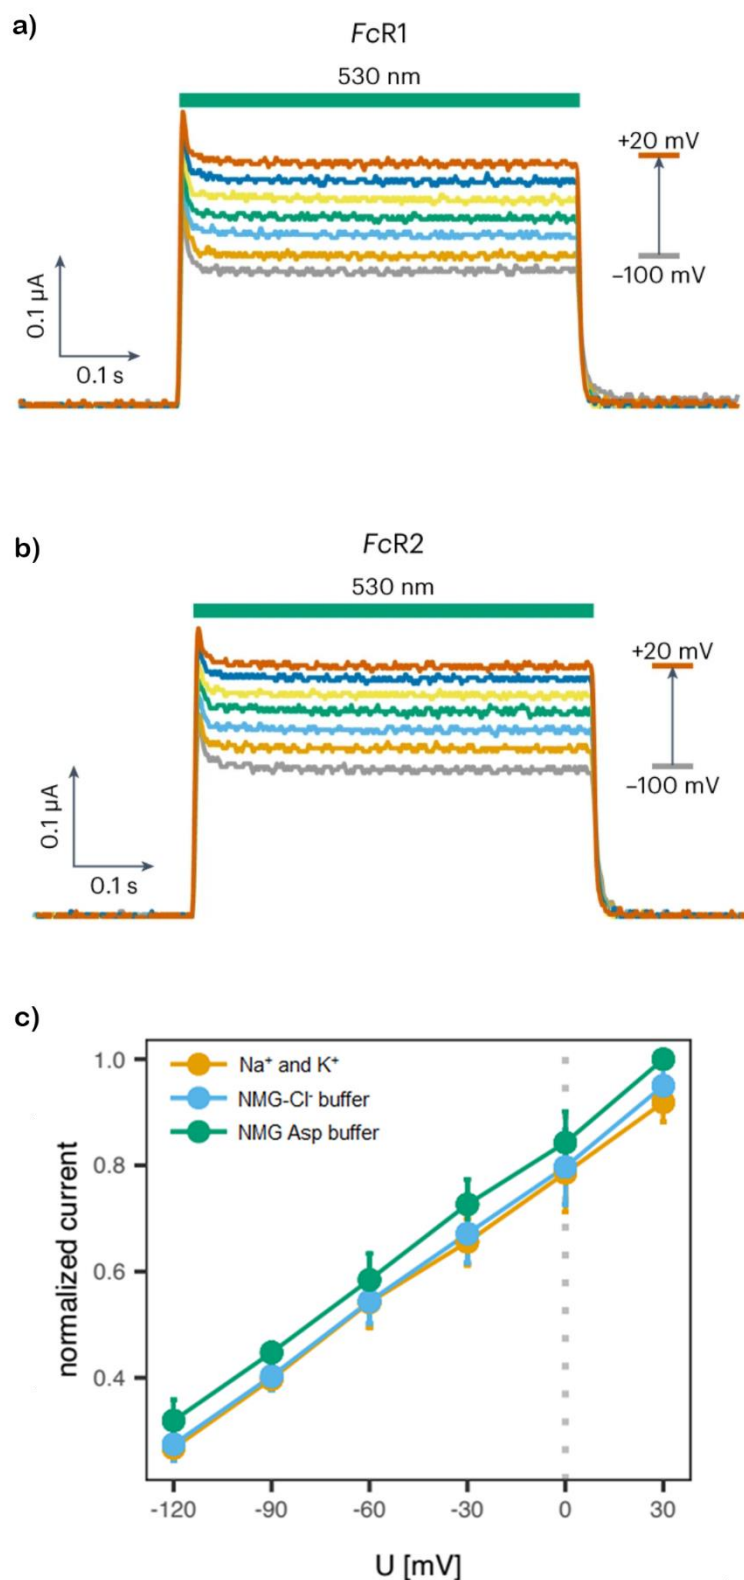 a)
FcR1
530 nm
+20 mV
−100 mV
0.1 µA
0.1 s
b)
FcR2
530 nm
+20 mV
−100 mV
0.1 µA
0.1 s
c)
Na⁺ and K⁺
NMG-Cl⁻ buffer
NMG Asp buffer
normalized current
1.0
0.8
0.6
0.4
-120 -90 -60 -30 0 30
U [mV]